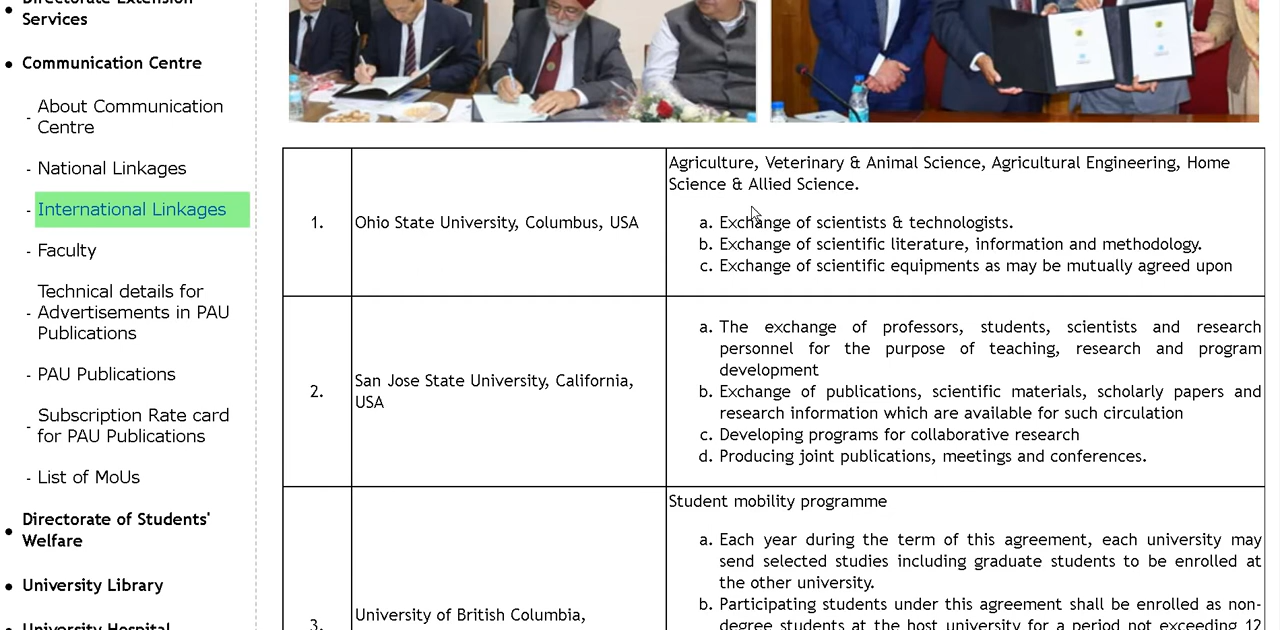 Directorate Extension
Services
Communication Centre
About Communication
Centre
National Linkages
International Linkages
Faculty
Technical details for
Advertisements in PAU
Publications
PAU Publications
Subscription Rate card
for PAU Publications
List of MoUs
Directorate of Students'
Welfare
University Library
University Hospital
1.
Ohio State University, Columbus, USA
Agriculture, Veterinary & Animal Science, Agricultural Engineering, Home
Science & Allied Science.
a. Exchange of scientists & technologists.
b. Exchange of scientific literature, information and methodology.
c. Exchange of scientific equipments as may be mutually agreed upon
2.
San Jose State University, California,
USA
a. The exchange of professors, students, scientists and research
personnel for the purpose of teaching, research and program
development
b. Exchange of publications, scientific materials, scholarly papers and
research information which are available for such circulation
c. Developing programs for collaborative research
d. Producing joint publications, meetings and conferences.
3.
University of British Columbia,
Student mobility programme
a. Each year during the term of this agreement, each university may
send selected studies including graduate students to be enrolled at
the other university.
b. Participating students under this agreement shall be enrolled as non-
degree students at the host university for a period not exceeding 12